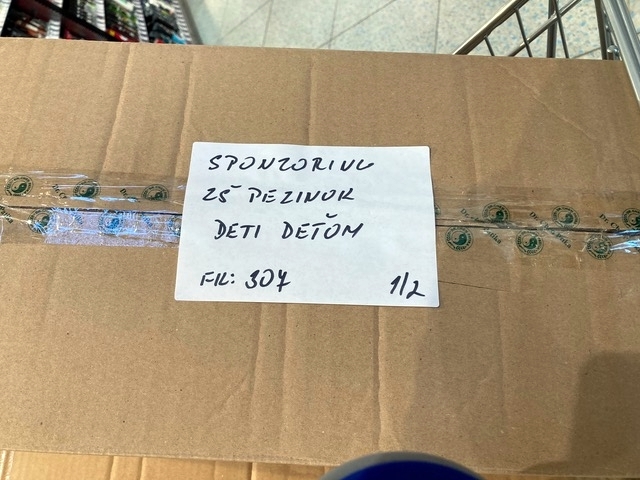 SPONZORING
ZŠ PEZINOK
DETI DEŤOM
FIL: 307
1/2